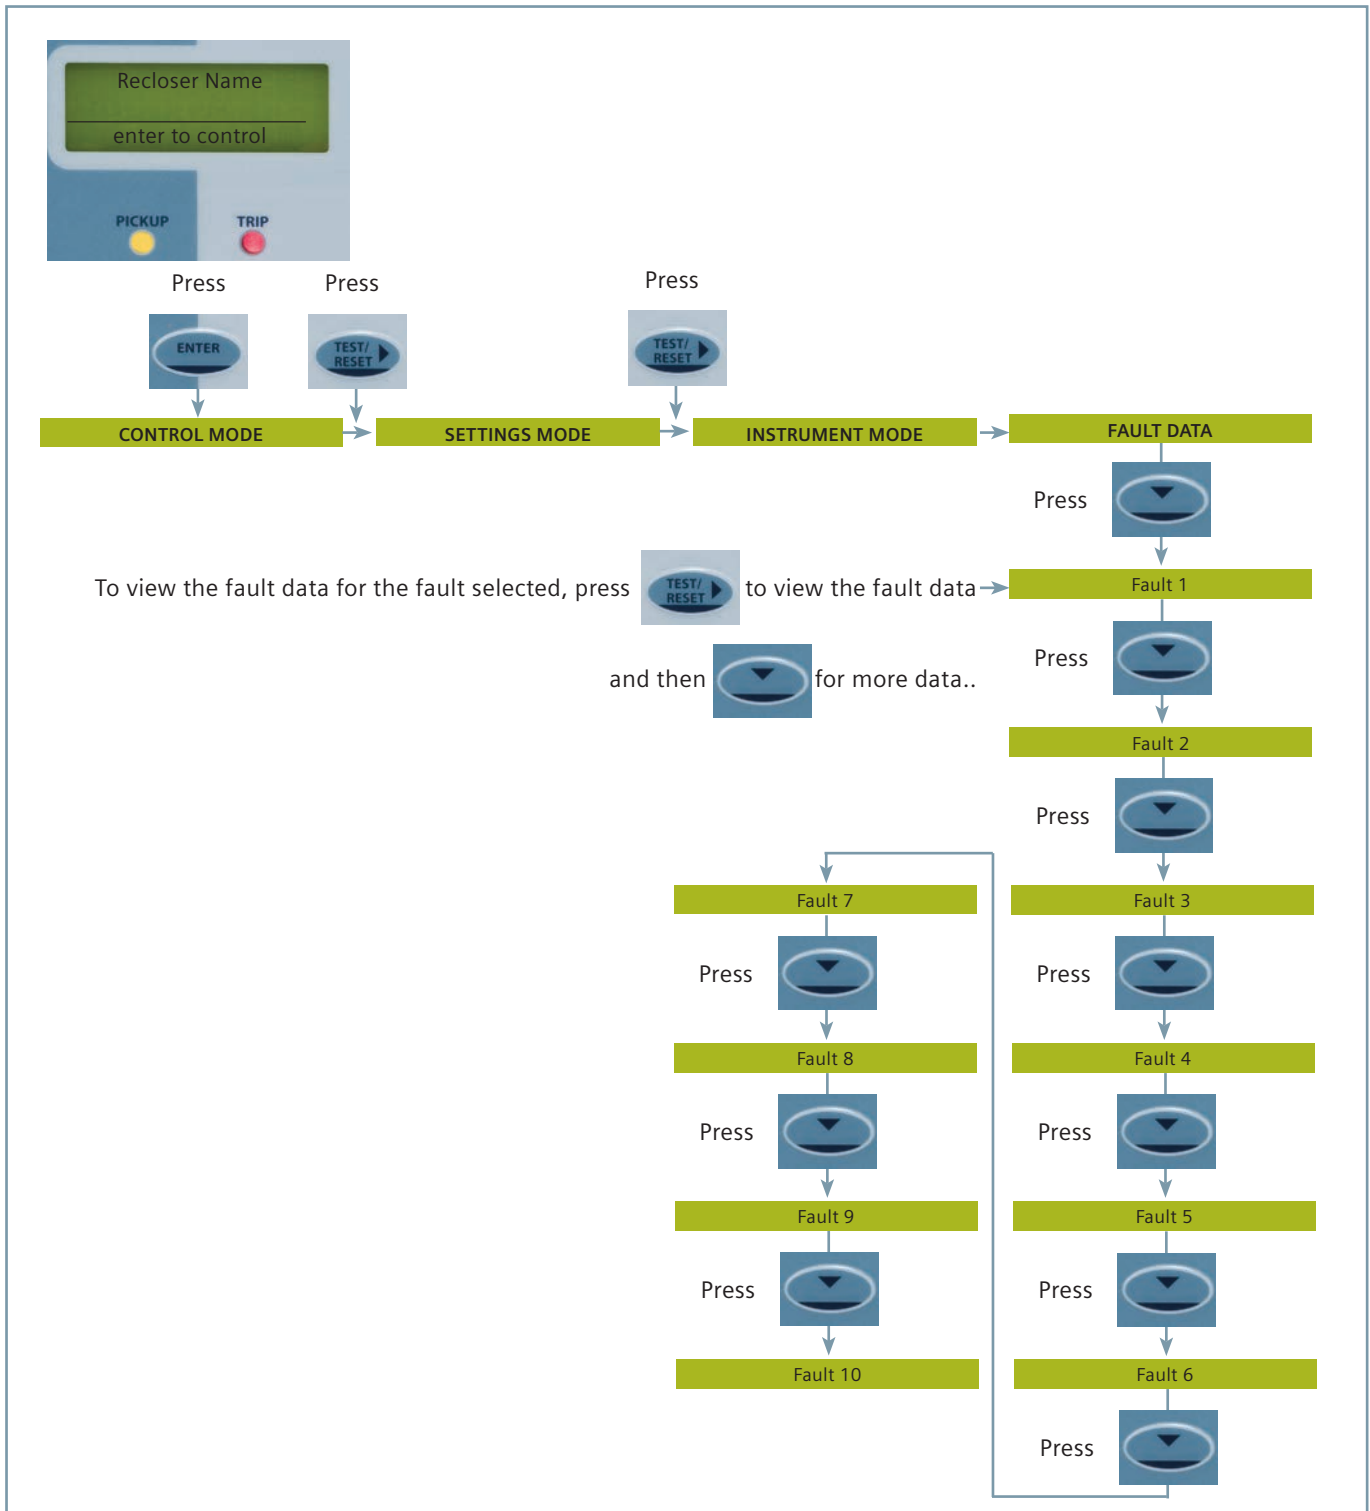 Recloser Name
enter to control
PICKUP TRIP
Press Press Press
ENTER
TEST/
RESET
TEST/
RESET
CONTROL MODE SETTINGS MODE INSTRUMENT MODE FAULT DATA
Press
To view the fault data for the fault selected, press TEST/
RESET to view the fault data
Fault 1
and then for more data..
Press
Fault 2
Press
Fault 3
Press
Fault 4
Press
Fault 5
Press
Fault 6
Press
Fault 7
Press
Fault 8
Press
Fault 9
Press
Fault 10